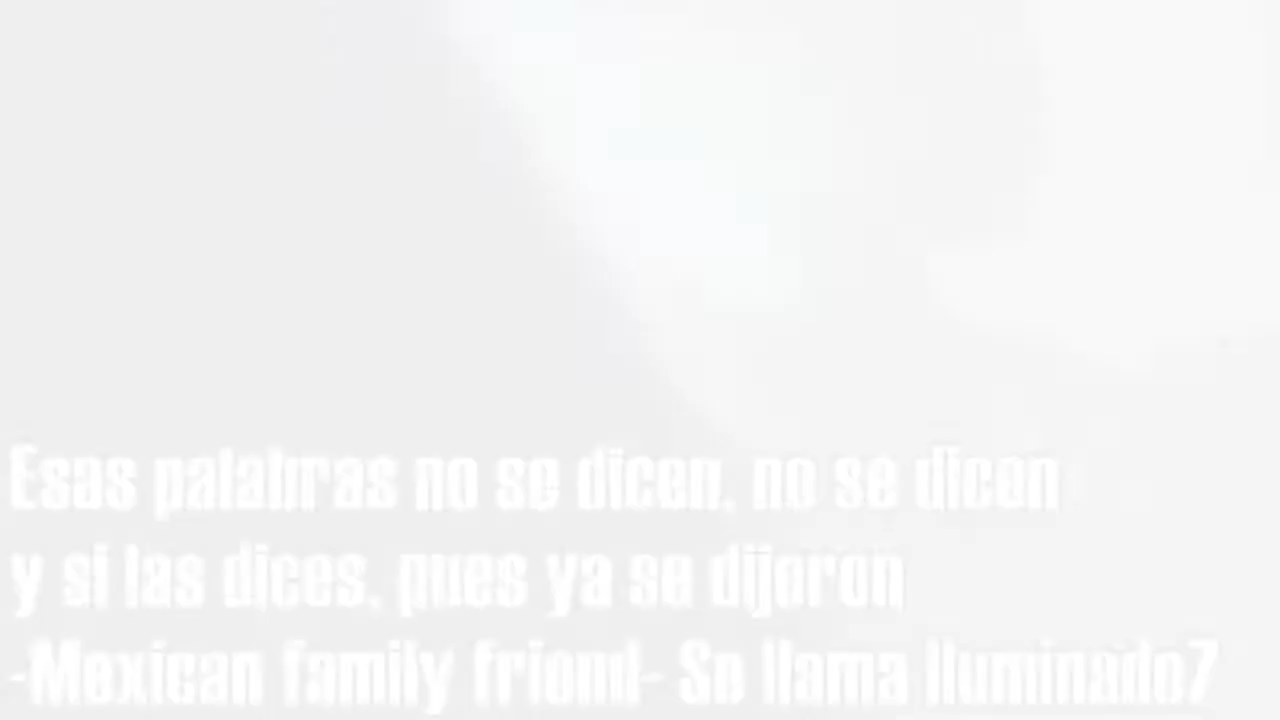 Esas palabras no se dicen, no se dicen
y si las dices, pues ya se dijeron
-Mexican family friend- Se llama Iluminado7